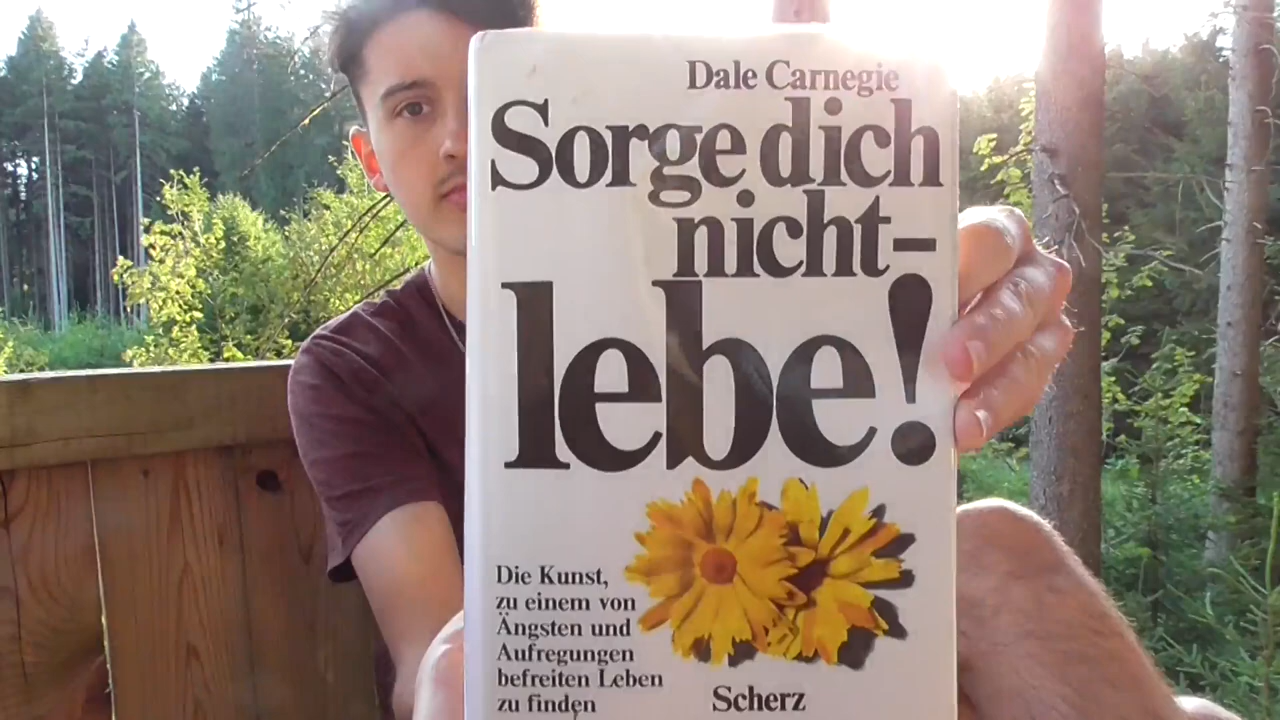 Dale Carnegie
Sorge dich
nicht–
lebe!
Die Kunst,
zu einem von
Ängsten und
Aufregungen
befreiten Leben
zu finden
Scherz